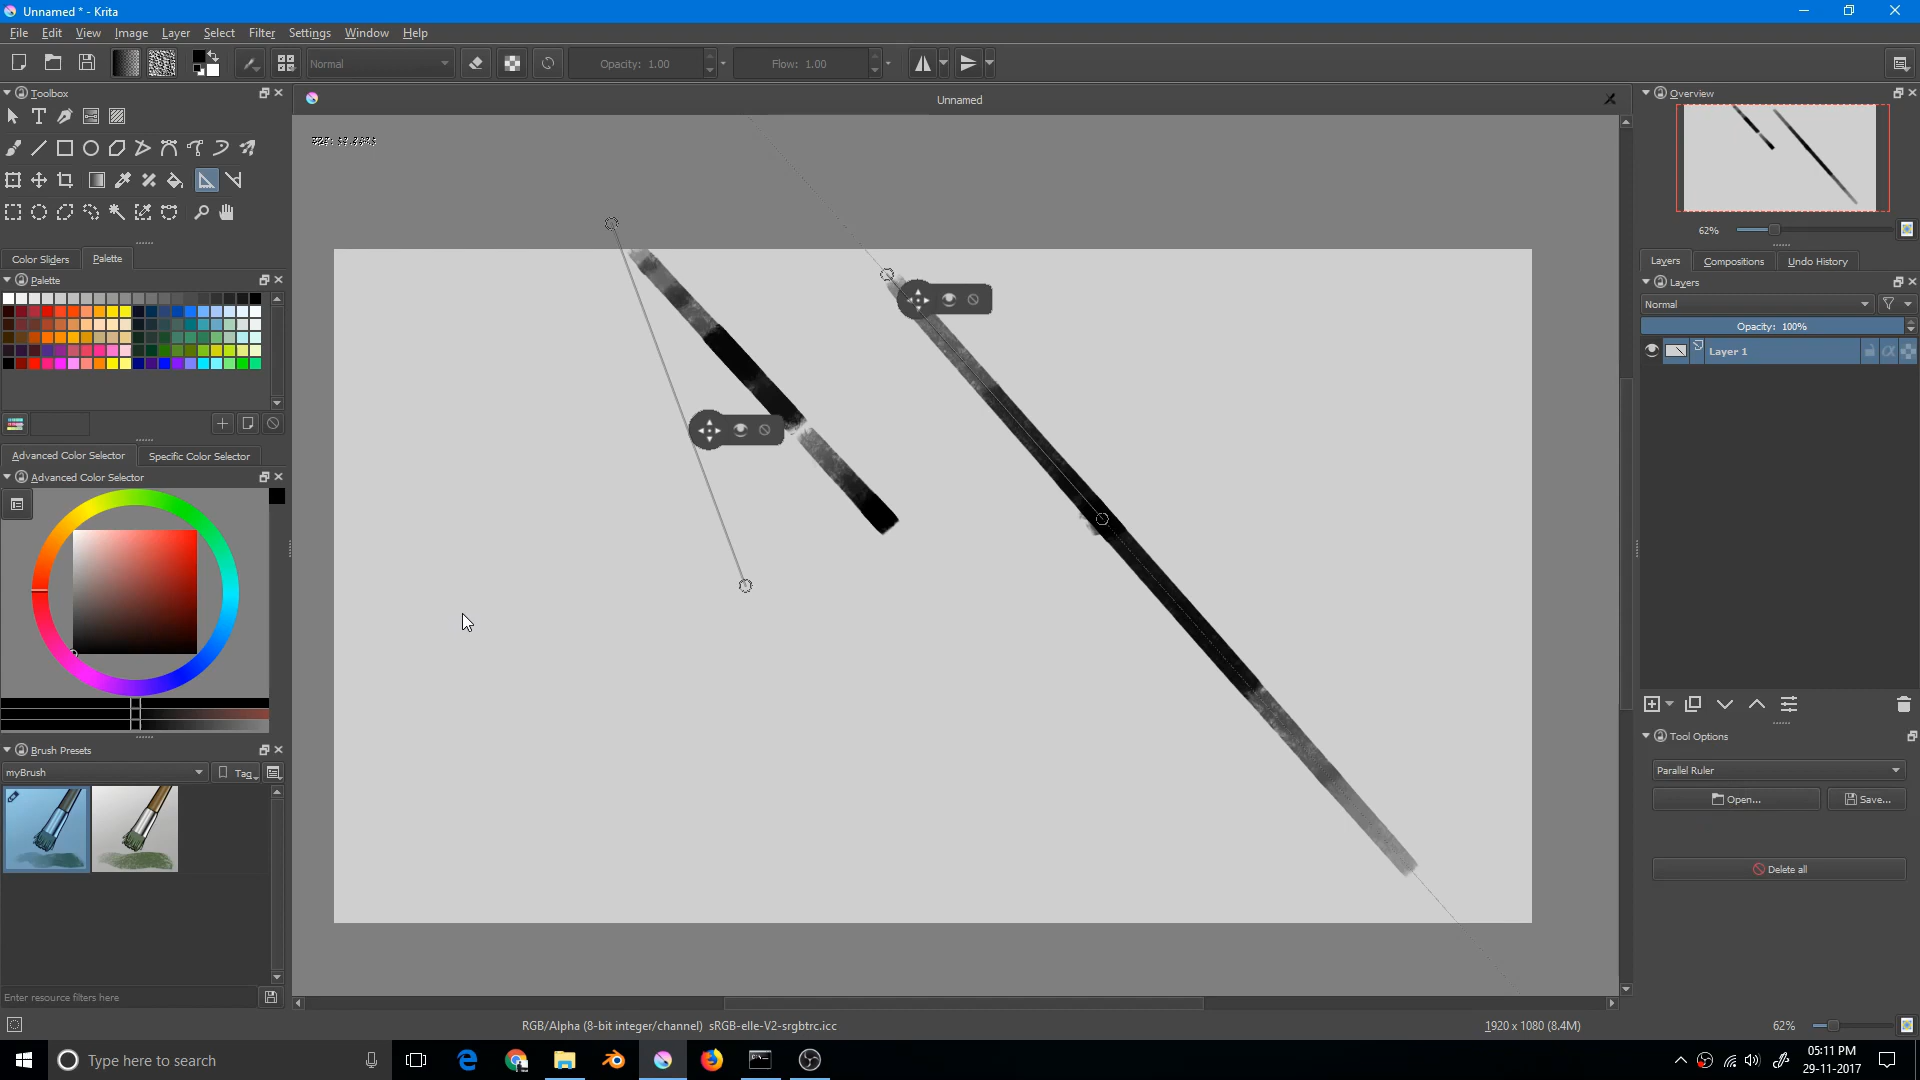 Unnamed * - Krita
File Edit View Image Layer Select Filter Settings Window Help
Normal Opacity: 1.00 Flow: 1.00
Toolbox
Unnamed
Overview
62%
Color Sliders Palette
Palette
Layers Compositions Undo History
Layers
Normal
Opacity: 100%
Layer 1
Advanced Color Selector Specific Color Selector
Advanced Color Selector
Tool Options
Parallel Ruler
Open... Save...
Delete all
Brush Presets
myBrush Tag
Enter resource filters here
RGB/Alpha (8-bit integer/channel) sRGB-elle-V2-srgbtrc.icc 1920 x 1080 (8.4M) 62%
Type here to search
05:11 PM
29-11-2017